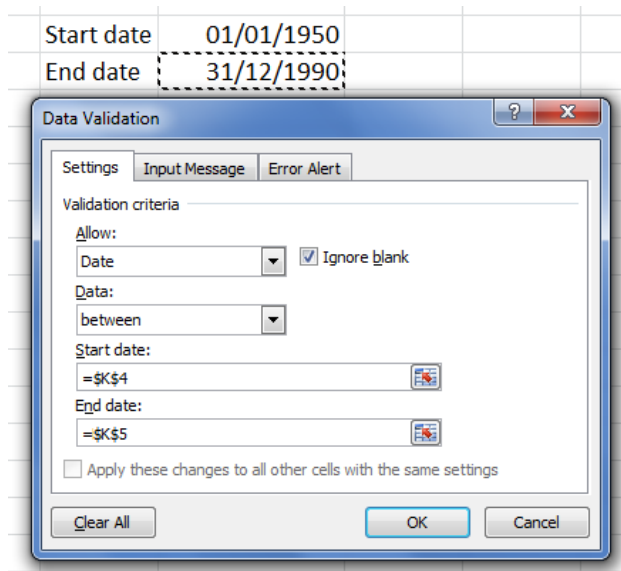 Start date 01/01/1950
End date 31/12/1990
Data Validation
Settings Input Message Error Alert
Validation criteria
Allow:
Date Ignore blank
Data:
between
Start date:
=$K$4
End date:
=$K$5
Apply these changes to all other cells with the same settings
Clear All OK Cancel